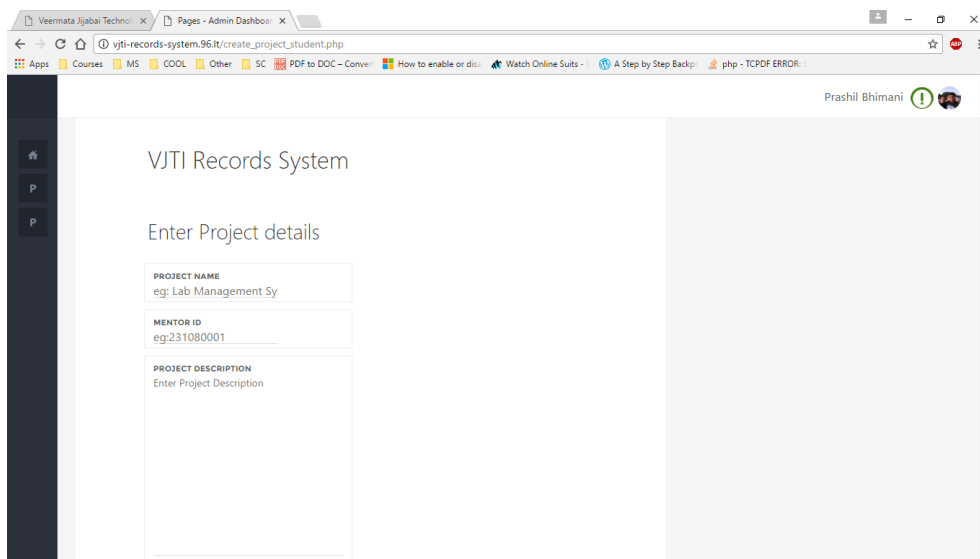 Veermata Jijabai Technolo
Pages - Admin Dashboar
vjti-records-system.96.lt/create_project_student.php
ABP
Apps Courses MS COOL Other SC PDF to DOC – Conver How to enable or disa Watch Online Suits - A Step by Step Backp php - TCPDF ERROR:
Prashil Bhimani
P
P
VJTI Records System
Enter Project details
PROJECT NAME
eg: Lab Management Sy
MENTOR ID
eg:231080001
PROJECT DESCRIPTION
Enter Project Description